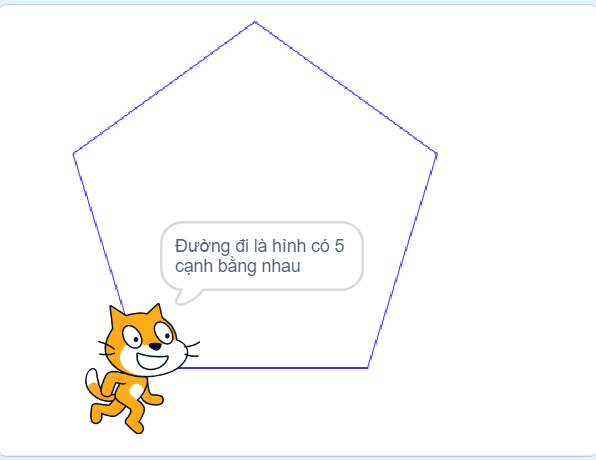 Đường đi là hình có 5
cạnh bằng nhau